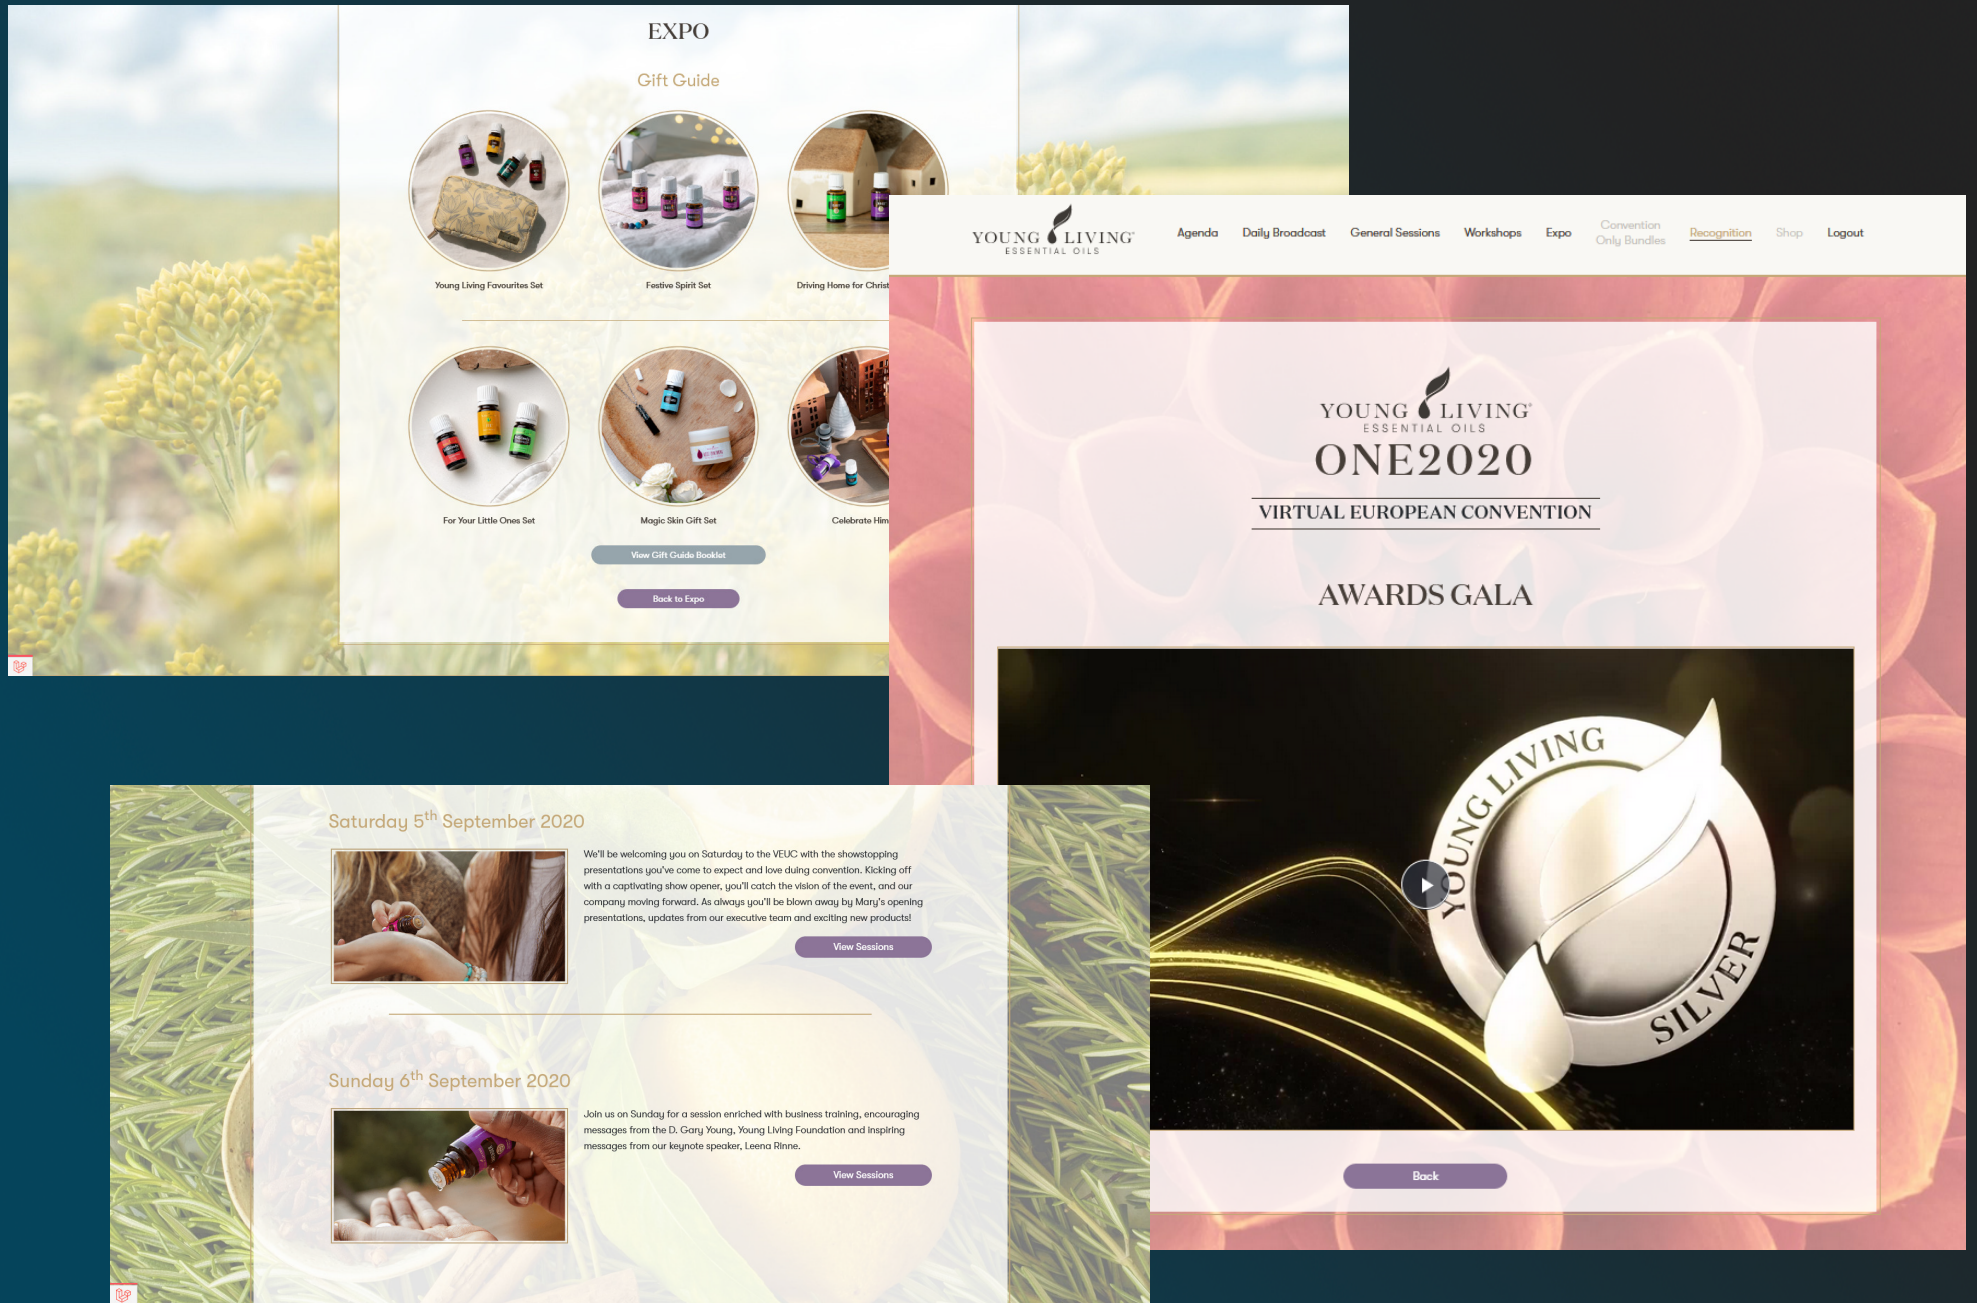 EXPO
Gift Guide
Young Living Favourites Set
Festive Spirit Set
Driving Home for Christ
For Your Little Ones Set
Magic Skin Gift Set
Celebrate Him
View Gift Guide Booklet
Back to Expo
YOUNG LIVING
ESSENTIAL OILS
Agenda
Daily Broadcast
General Sessions
Workshops
Expo
Convention
Only Bundles
Recognition
Shop
Logout
YOUNG LIVING
ESSENTIAL OILS
ONE2020
VIRTUAL EUROPEAN CONVENTION
AWARDS GALA
YOUNG LIVING
SILVER
Back
Saturday 5th September 2020
We'll be welcoming you on Saturday to the VEUC with the showstopping
presentations you've come to expect and love duing convention. Kicking off
with a captivating show opener, you'll catch the vision of the event, and our
company moving forward. As always you'll be blown away by Mary's opening
presentations, updates from our executive team and exciting new products!
View Sessions
Sunday 6th September 2020
Join us on Sunday for a session enriched with business training, encouraging
messages from the D. Gary Young, Young Living Foundation and inspiring
messages from our keynote speaker, Leena Rinne.
View Sessions